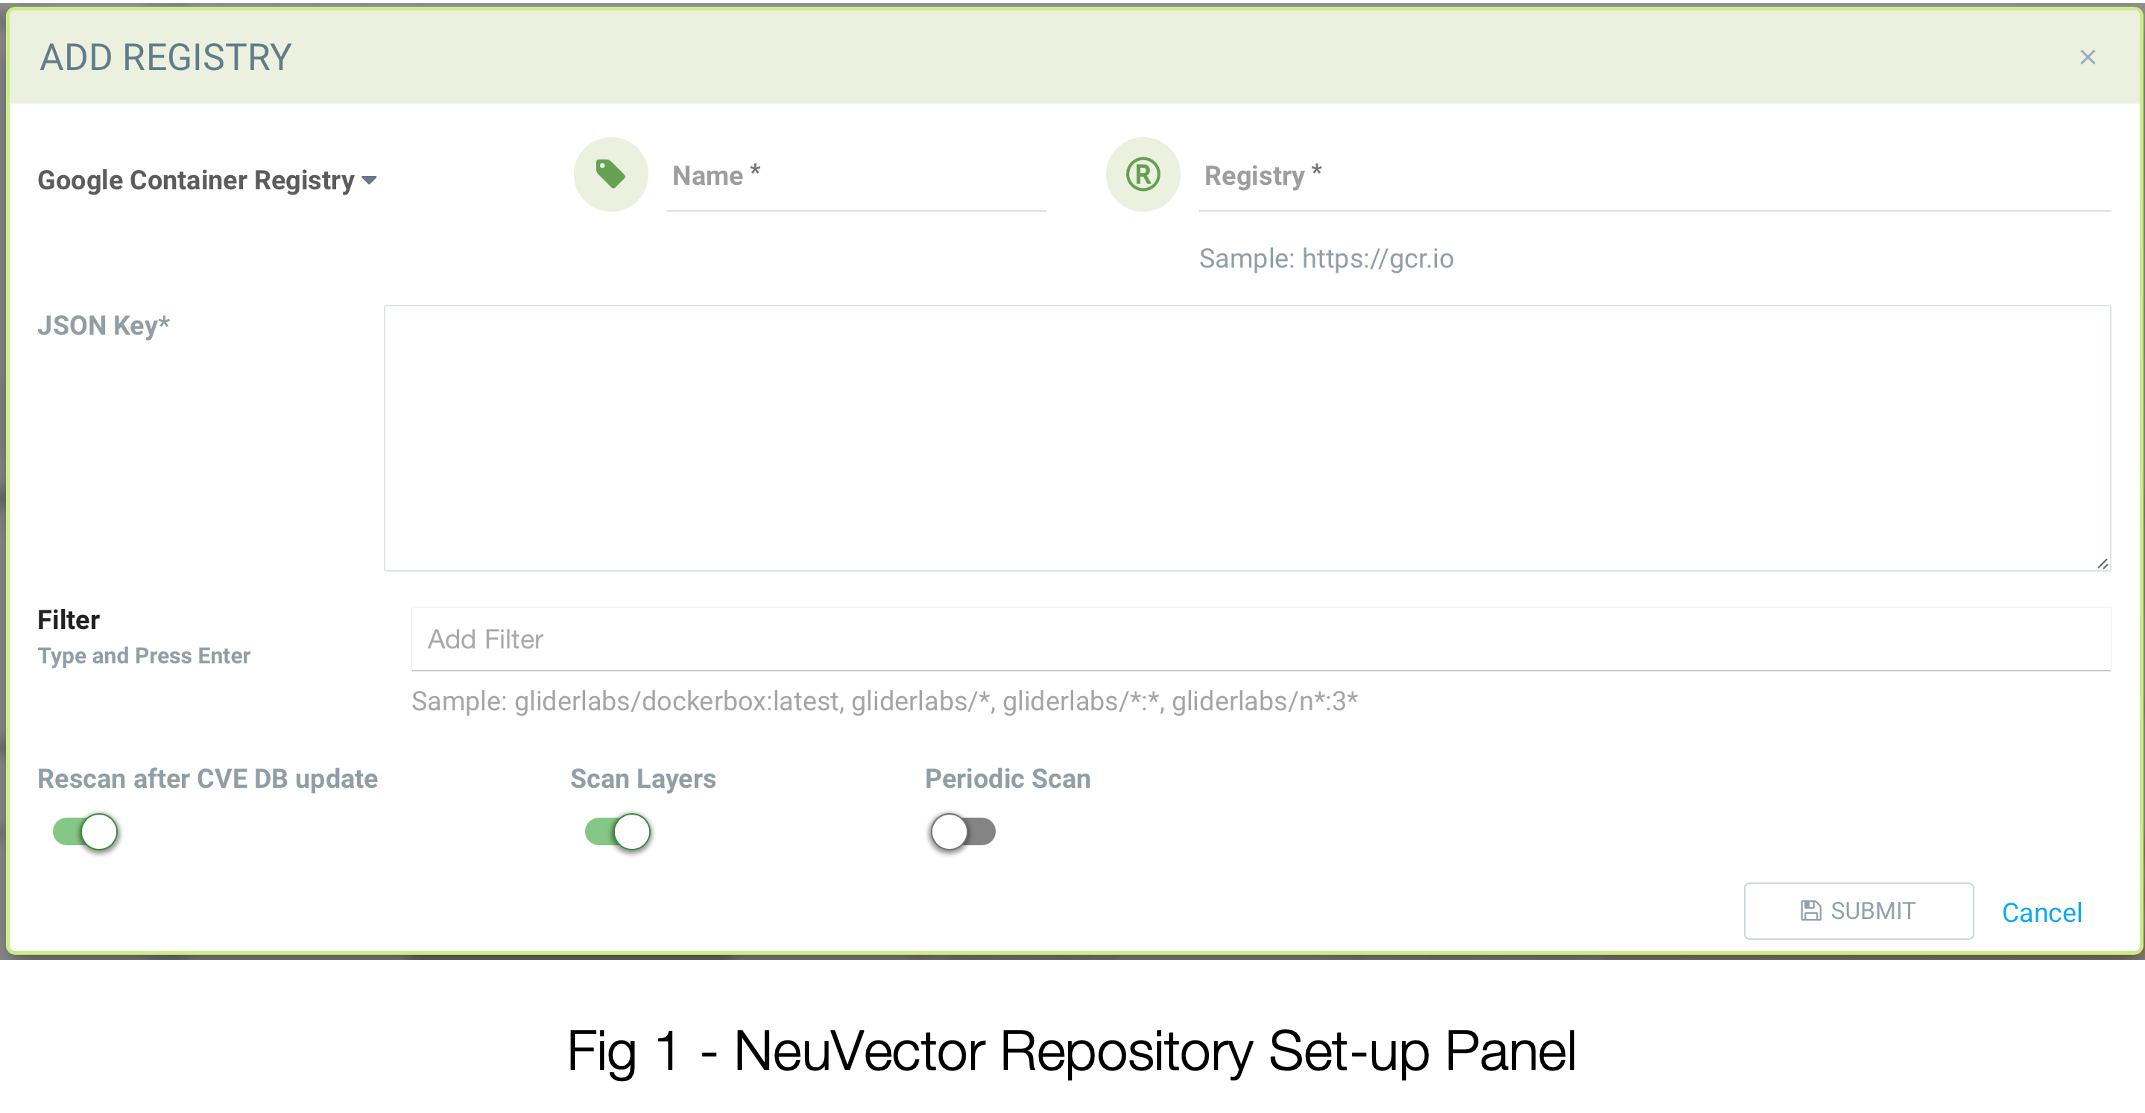 ADD REGISTRY
×
Google Container Registry
Name *
® Registry *
Sample: https://gcr.io
JSON Key*
Filter
Type and Press Enter
Add Filter
Sample: gliderlabs/dockerbox:latest, gliderlabs/*, gliderlabs/*:*, gliderlabs/n*:3*
Rescan after CVE DB update
Scan Layers
Periodic Scan
SUBMIT
Cancel
Fig 1 - NeuVector Repository Set-up Panel